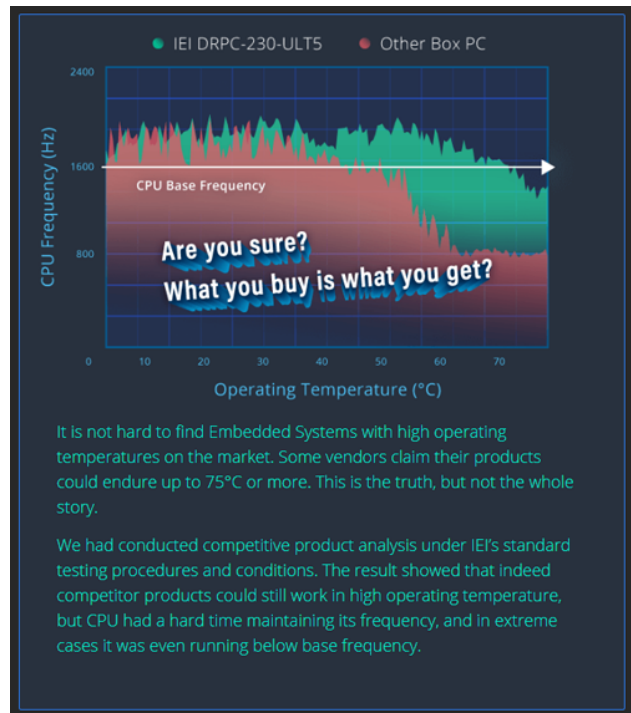 IEI DRPC-230-ULT5 Other Box PC
2400
CPU Frequency (Hz)
1600
CPU Base Frequency
800
Are you sure?
What you buy is what you get?
0 10 20 30 40 50 60 70
Operating Temperature (°C)
It is not hard to find Embedded Systems with high operating
temperatures on the market. Some vendors claim their products
could endure up to 75°C or more. This is the truth, but not the whole
story.
We had conducted competitive product analysis under IEI's standard
testing procedures and conditions. The result showed that indeed
competitor products could still work in high operating temperature,
but CPU had a hard time maintaining its frequency, and in extreme
cases it was even running below base frequency.